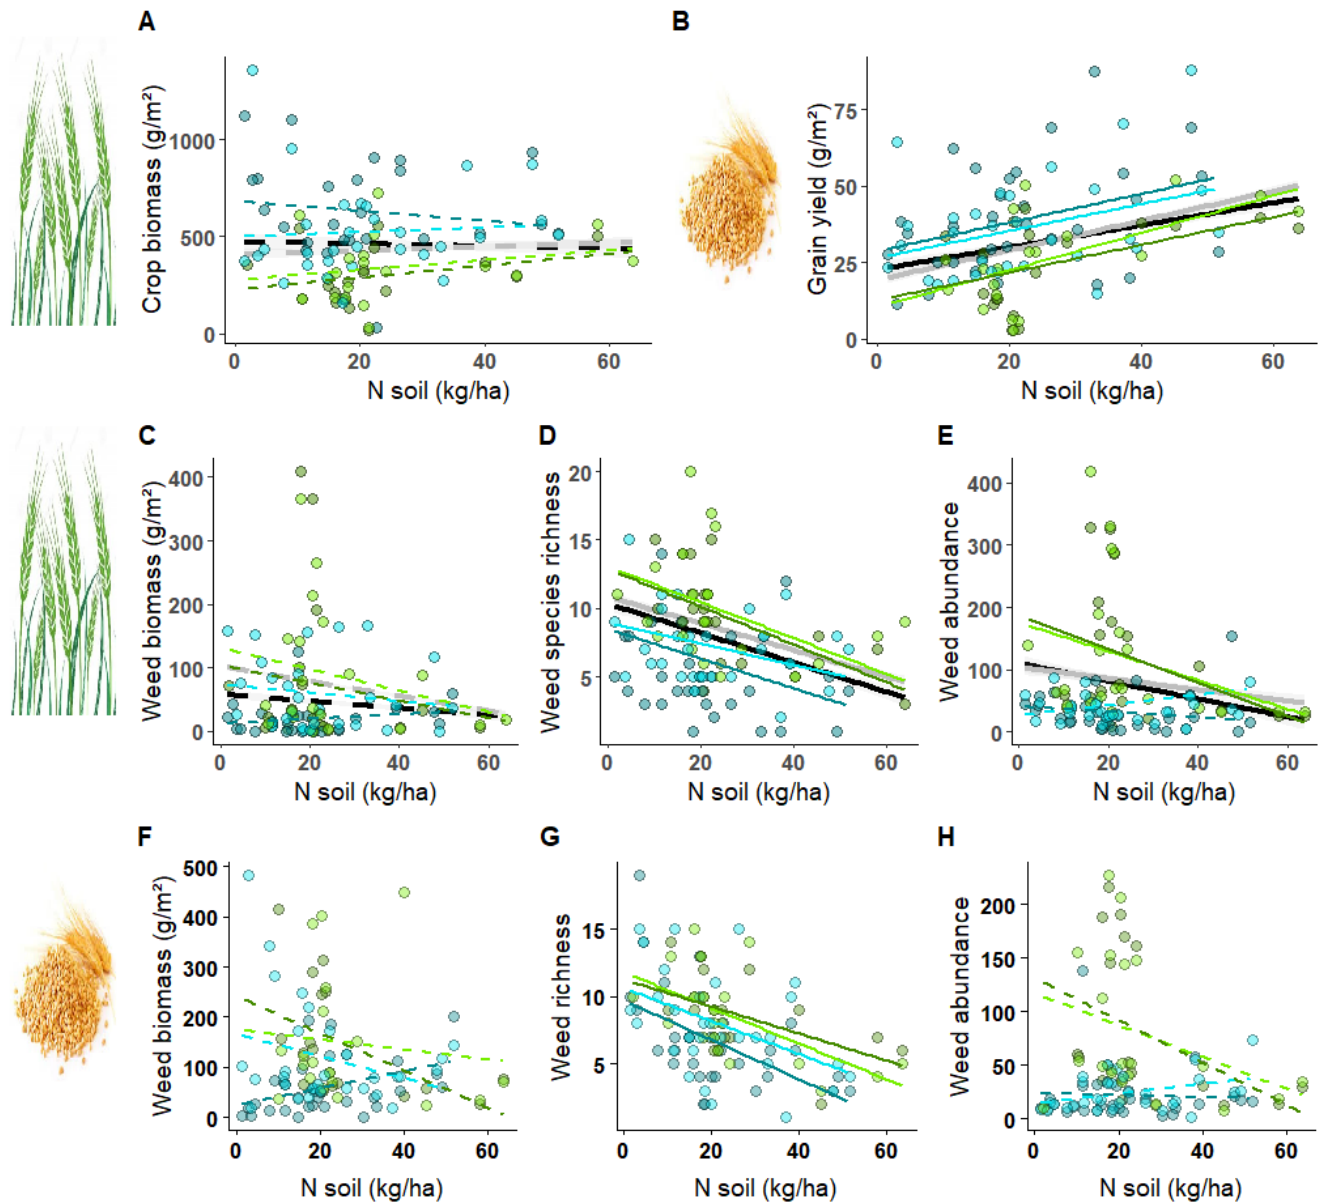 A
Crop biomass (g/m²)
1000
500
0
0 20 40 60
N soil (kg/ha)
B
Grain yield (g/m²)
75
50
25
0
0 20 40 60
N soil (kg/ha)
C
Weed biomass (g/m²)
400
300
200
100
0
0 20 40 60
N soil (kg/ha)
D
Weed species richness
20
15
10
5
0 20 40 60
N soil (kg/ha)
E
Weed abundance
400
300
200
100
0
0 20 40 60
N soil (kg/ha)
F
Weed biomass (g/m²)
500
400
300
200
100
0
0 20 40 60
N soil (kg/ha)
G
Weed richness
15
10
5
0 20 40 60
N soil (kg/ha)
H
Weed abundance
200
150
100
50
0
0 20 40 60
N soil (kg/ha)